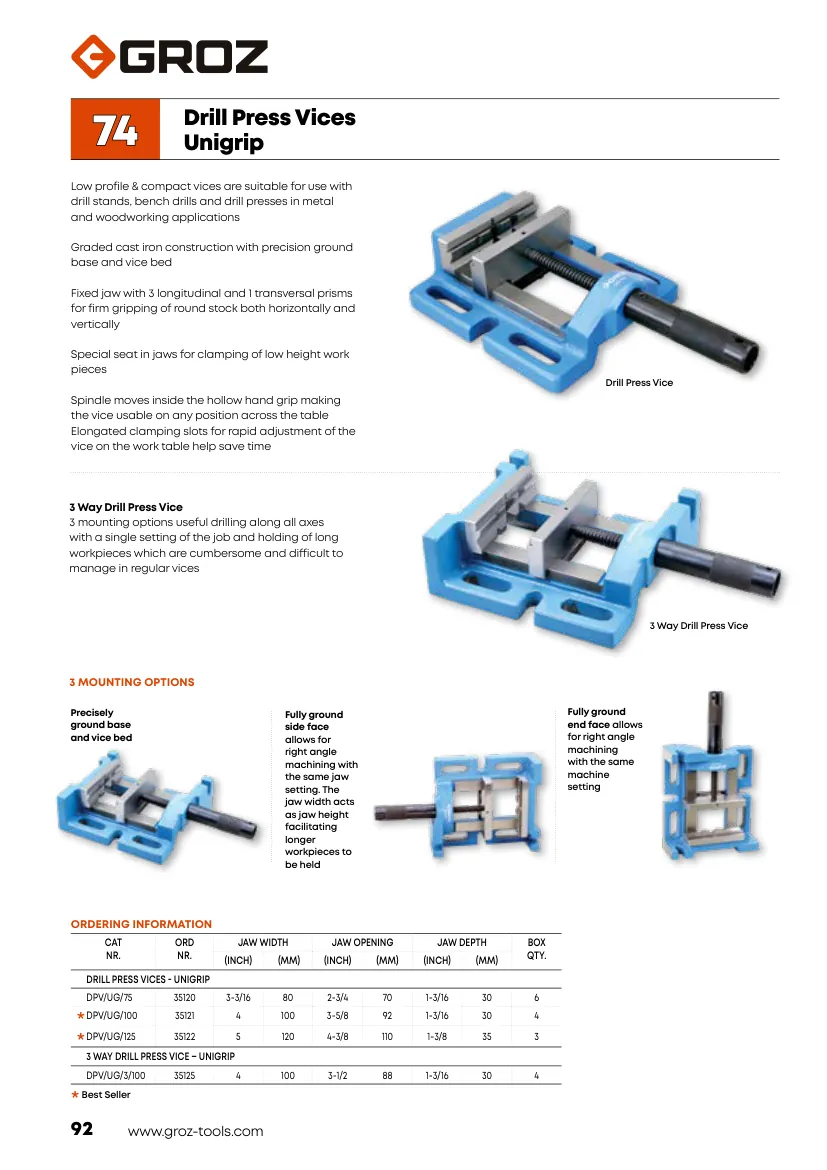 GROZ
74
Drill Press Vices
Unigrip
Low profile & compact vices are suitable for use with
drill stands, bench drills and drill presses in metal
and woodworking applications
Graded cast iron construction with precision ground
base and vice bed
Fixed jaw with 3 longitudinal and 1 transversal prisms
for firm gripping of round stock both horizontally and
vertically
Special seat in jaws for clamping of low height work
pieces
Spindle moves inside the hollow hand grip making
the vice usable on any position across the table
Elongated clamping slots for rapid adjustment of the
vice on the work table help save time
Drill Press Vice
3 Way Drill Press Vice
3 mounting options useful drilling along all axes
with a single setting of the job and holding of long
workpieces which are cumbersome and difficult to
manage in regular vices
3 Way Drill Press Vice
3 MOUNTING OPTIONS
Precisely
ground base
and vice bed
Fully ground
side face
allows for
right angle
machining with
the same jaw
setting. The
jaw width acts
as jaw height
facilitating
longer
workpieces to
be held
Fully ground
end face allows
for right angle
machining
with the same
machine
setting
ORDERING INFORMATION
CAT NR. ORD NR. JAW WIDTH JAW OPENING JAW DEPTH BOX QTY.
(INCH) (MM) (INCH) (MM) (INCH) (MM)
DRILL PRESS VICES - UNIGRIP
DPV/UG/75 35120 3-3/16 80 2-3/4 70 1-3/16 30 6
* DPV/UG/100 35121 4 100 3-5/8 92 1-3/16 30 4
* DPV/UG/125 35122 5 120 4-3/8 110 1-3/8 35 3
3 WAY DRILL PRESS VICE – UNIGRIP
DPV/UG/3/100 35125 4 100 3-1/2 88 1-3/16 30 4
* Best Seller
92 www.groz-tools.com